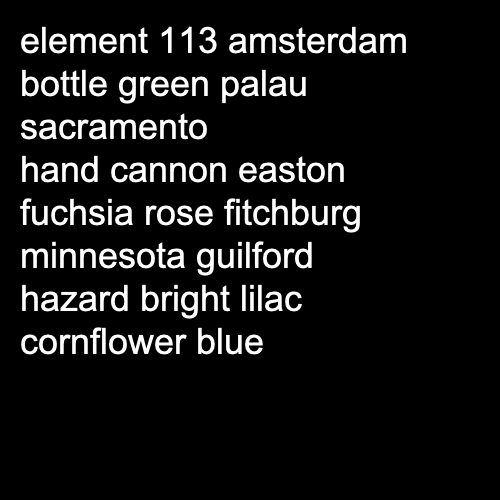 element 113 amsterdam
bottle green palau
sacramento
hand cannon easton
fuchsia rose fitchburg
minnesota guilford
hazard bright lilac
cornflower blue